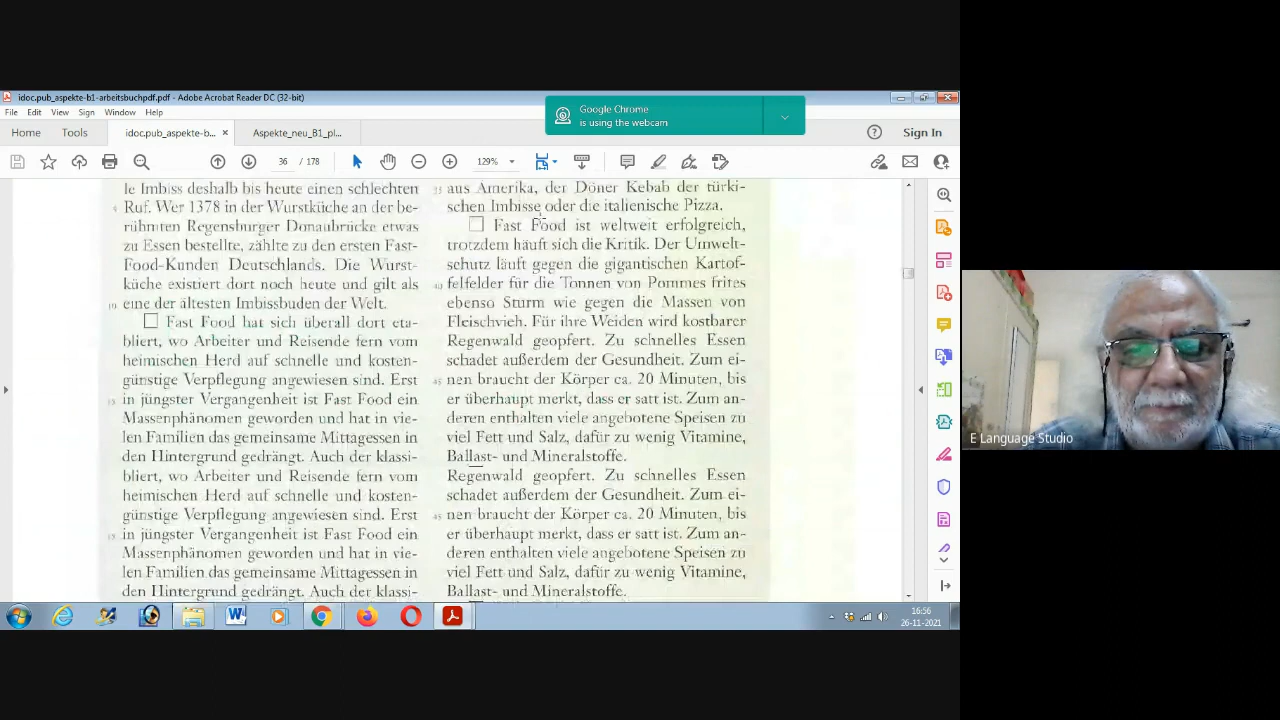 idoc.pub_aspekte-b1-arbeitsbuchpdf.pdf - Adobe Acrobat Reader DC (32-bit)
File Edit View Sign Window Help
Google Chrome
is using the webcam
Home Tools idoc.pub_aspekte-b... × Aspekte_neu_B1_pl... Sign In
36 / 178 129%
le Imbiss deshalb bis heute einen schlechten
Ruf. Wer 1378 in der Wurstküche an der be-
rühmten Regensburger Donaubrücke etwas
zu Essen bestellte, zählte zu den ersten Fast-
Food-Kunden Deutschlands. Die Wurst-
küche existiert dort noch heute und gilt als
10 eine der ältesten Imbissbuden der Welt.
Fast Food hat sich überall dort eta-
bliert, wo Arbeiter und Reisende fern vom
heimischen Herd auf schnelle und kosten-
günstige Verpflegung angewiesen sind. Erst
15 in jüngster Vergangenheit ist Fast Food ein
Massenphänomen geworden und hat in vie-
len Familien das gemeinsame Mittagessen in
den Hintergrund gedrängt. Auch der klassi-
bliert, wo Arbeiter und Reisende fern vom
heimischen Herd auf schnelle und kosten-
günstige Verpflegung angewiesen sind. Erst
15 in jüngster Vergangenheit ist Fast Food ein
Massenphänomen geworden und hat in vie-
len Familien das gemeinsame Mittagessen in
den Hintergrund gedrängt. Auch der klassi-
35 aus Amerika, der Döner Kebab der türki-
schen Imbisse oder die italienische Pizza.
Fast Food ist weltweit erfolgreich,
trotzdem häuft sich die Kritik. Der Umwelt-
schutz läuft gegen die gigantischen Kartof-
40 felfelder für die Tonnen von Pommes frites
ebenso Sturm wie gegen die Massen von
Fleischvieh. Für ihre Weiden wird kostbarer
Regenwald geopfert. Zu schnelles Essen
schadet außerdem der Gesundheit. Zum ei-
45 nen braucht der Körper ca. 20 Minuten, bis
er überhaupt merkt, dass er satt ist. Zum an-
deren enthalten viele angebotene Speisen zu
viel Fett und Salz, dafür zu wenig Vitamine,
Ballast- und Mineralstoffe.
Regenwald geopfert. Zu schnelles Essen
schadet außerdem der Gesundheit. Zum ei-
45 nen braucht der Körper ca. 20 Minuten, bis
er überhaupt merkt, dass er satt ist. Zum an-
deren enthalten viele angebotene Speisen zu
viel Fett und Salz, dafür zu wenig Vitamine,
Ballast- und Mineralstoffe.
E Language Studio
16:56
26-11-2021